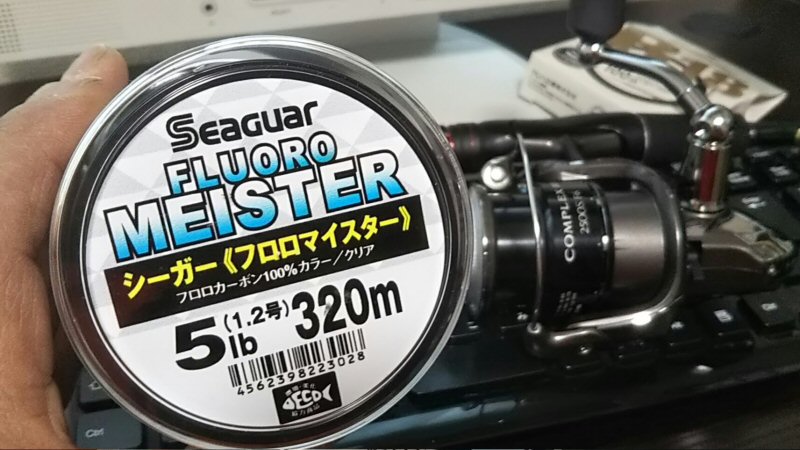 Seaguar
FLUORO
MEISTER
シーガー《フロロマイスター》
フロロカーボン100%カラー/クリア
5lb (1.2号) 320m
4562398223028
ECO
COMPLEX
Ctrl